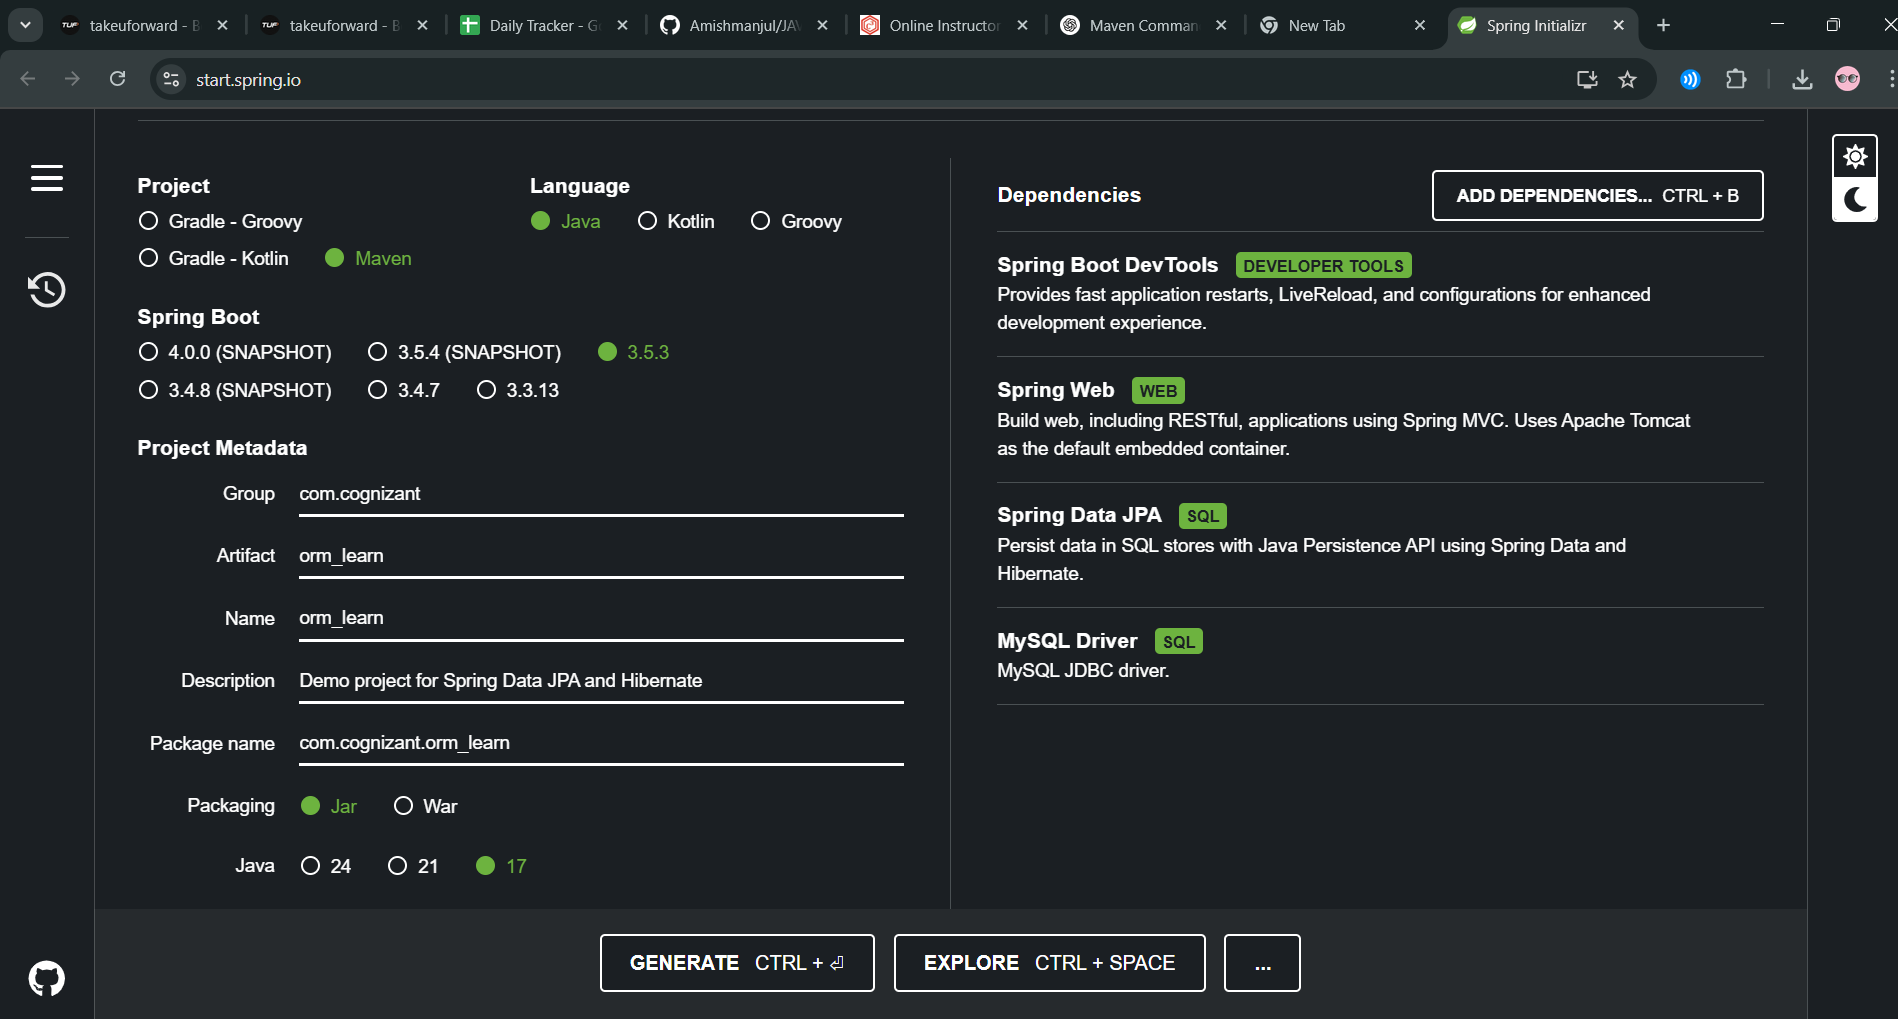 takeuforward - B
takeuforward - B
Daily Tracker - G
Amishmanjul/JAV
Online Instructor
Maven Comman
New Tab
Spring Initializr
start.spring.io
Project
Gradle - Groovy
Gradle - Kotlin
Maven
Language
Java
Kotlin
Groovy
Spring Boot
4.0.0 (SNAPSHOT)
3.5.4 (SNAPSHOT)
3.5.3
3.4.8 (SNAPSHOT)
3.4.7
3.3.13
Project Metadata
Group com.cognizant
Artifact orm_learn
Name orm_learn
Description Demo project for Spring Data JPA and Hibernate
Package name com.cognizant.orm_learn
Packaging Jar War
Java 24 21 17
Dependencies
ADD DEPENDENCIES... CTRL + B
Spring Boot DevTools DEVELOPER TOOLS
Provides fast application restarts, LiveReload, and configurations for enhanced
development experience.
Spring Web WEB
Build web, including RESTful, applications using Spring MVC. Uses Apache Tomcat
as the default embedded container.
Spring Data JPA SQL
Persist data in SQL stores with Java Persistence API using Spring Data and
Hibernate.
MySQL Driver SQL
MySQL JDBC driver.
GENERATE CTRL + ⏎
EXPLORE CTRL + SPACE
...